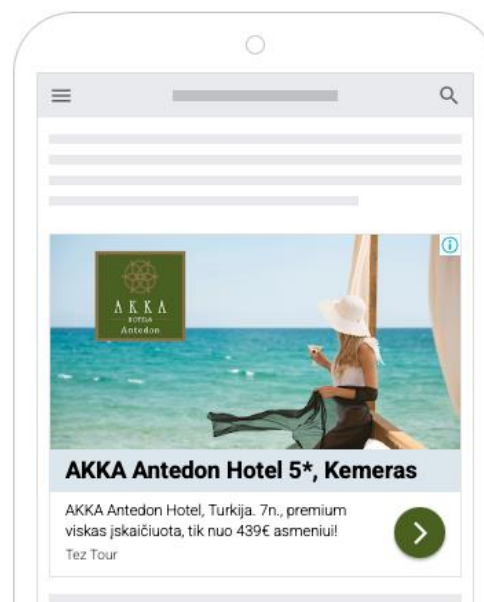 AKKA
HOTELS
Antedon
AKKA Antedon Hotel 5*, Kemeras
AKKA Antedon Hotel, Turkija. 7n., premium
viskas įskaičiuota, tik nuo 439€ asmeniui!
Tez Tour